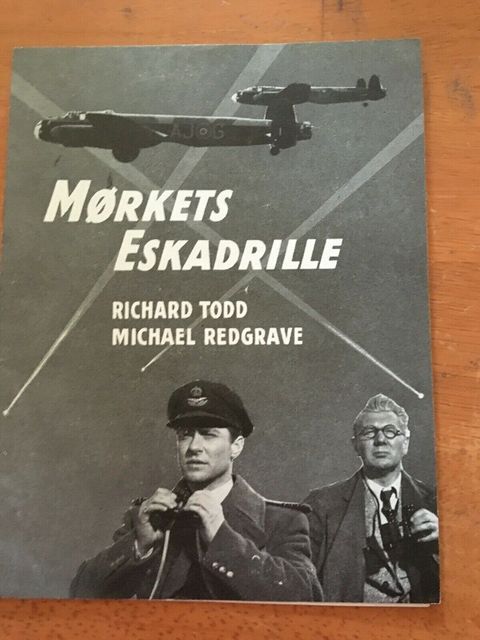 AJ G
MØRKETS
ESKADRILLE
RICHARD TODD
MICHAEL REDGRAVE